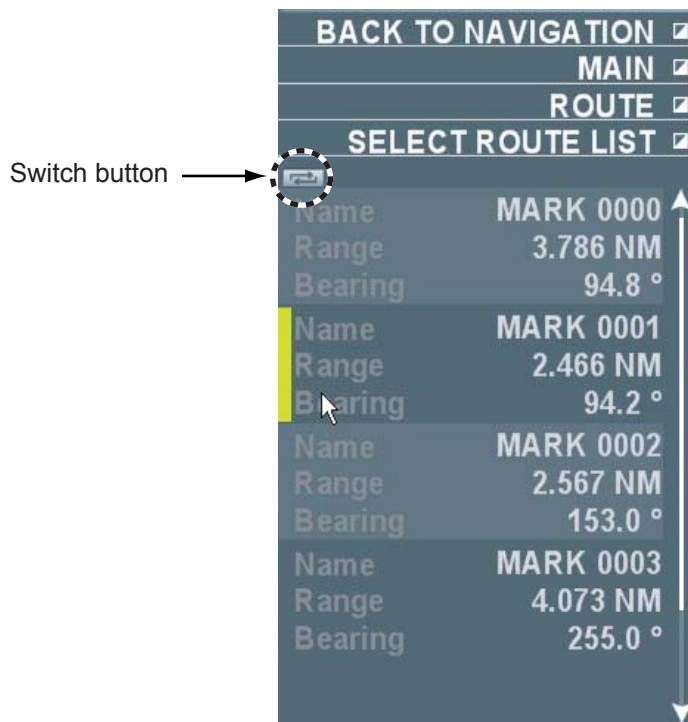 BACK TO NAVIGATION
MAIN
ROUTE
SELECT ROUTE LIST
Switch button
Name MARK 0000
Range 3.786 NM
Bearing 94.8 °
Name MARK 0001
Range 2.466 NM
Bearing 94.2 °
Name MARK 0002
Range 2.567 NM
Bearing 153.0 °
Name MARK 0003
Range 4.073 NM
Bearing 255.0 °